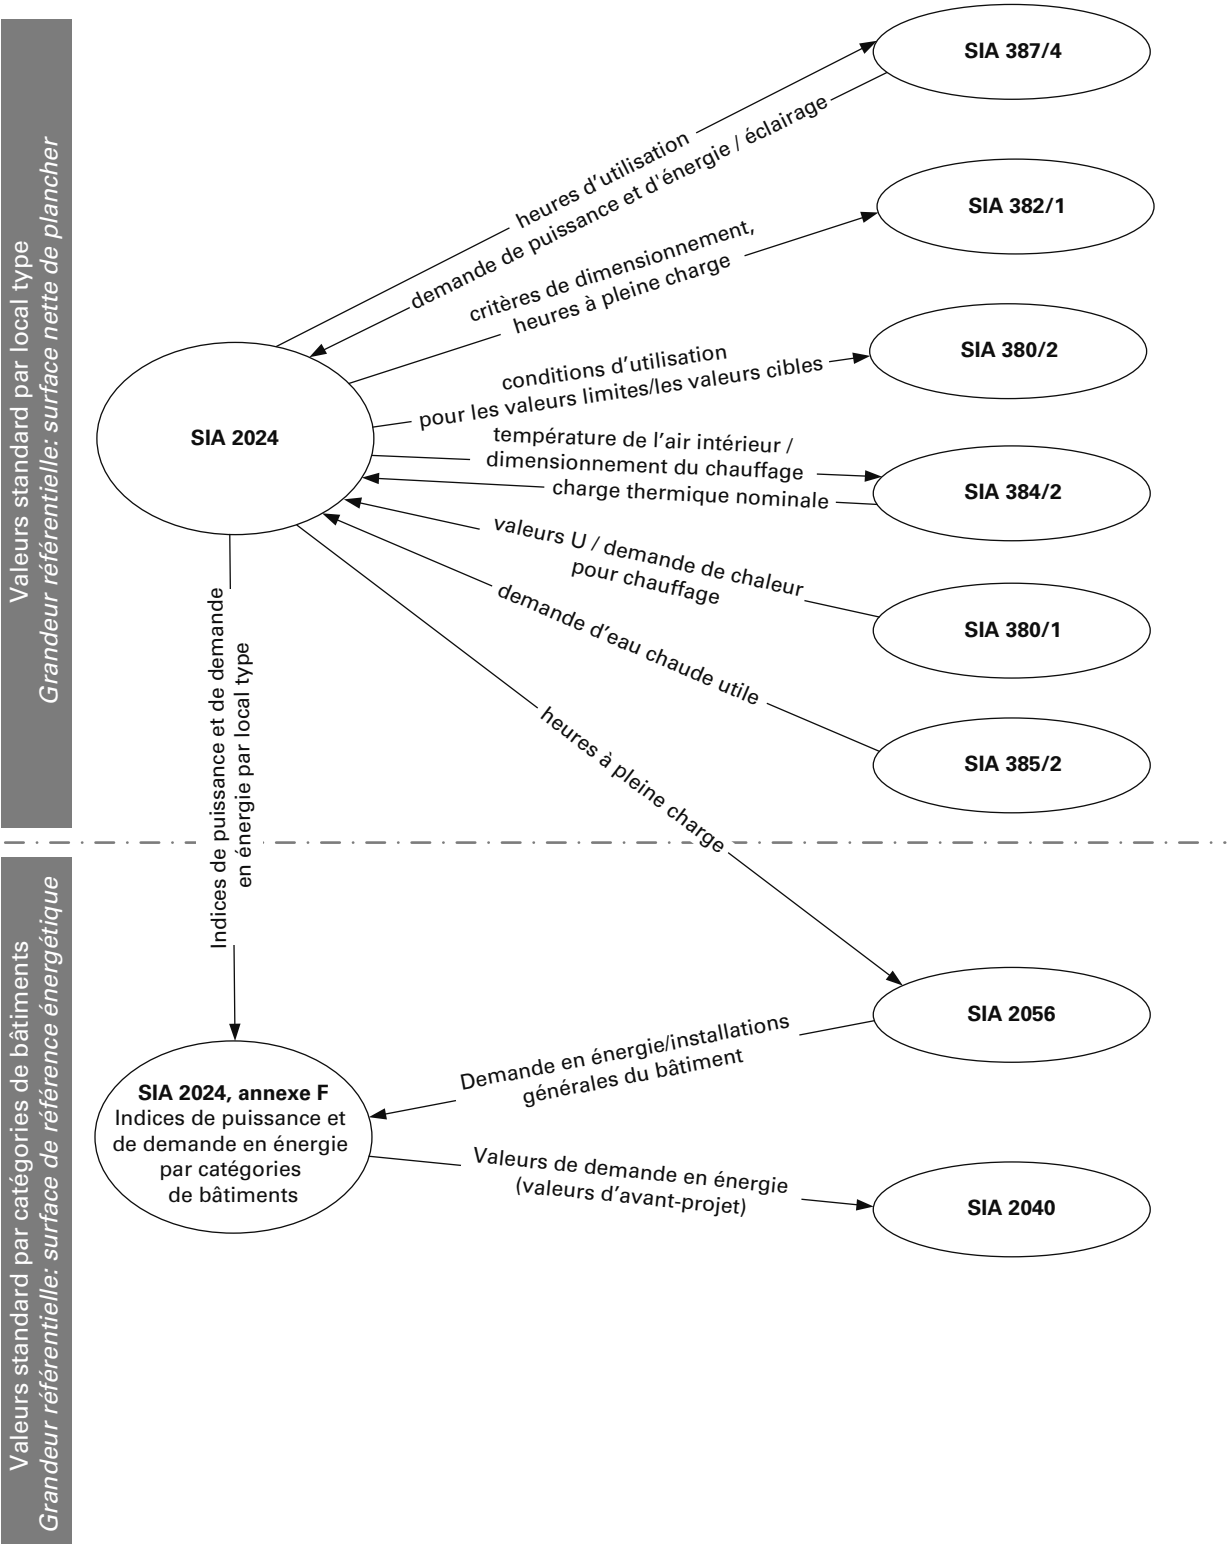 Valeurs standard par local type
Grandeur référentielle: surface nette de plancher
SIA 387/4
heures d’utilisation
demande de puissance et d'énergie / éclairage
SIA 382/1
critères de dimensionnement,
heures à pleine charge
SIA 380/2
conditions d’utilisation
pour les valeurs limites/les valeurs cibles
SIA 2024
température de l’air intérieur /
dimensionnement du chauffage
charge thermique nominale
SIA 384/2
valeurs U / demande de chaleur
pour chauffage
SIA 380/1
demande d’eau chaude utile
SIA 385/2
heures à pleine charge
Indices de puissance et de demande
en énergie par local type
Valeurs standard par catégories de bâtiments
Grandeur référentielle: surface de référence énergétique
SIA 2056
Demande en énergie/installations
générales du bâtiment
SIA 2024, annexe F
Indices de puissance et
de demande en énergie
par catégories
de bâtiments
Valeurs de demande en énergie
(valeurs d’avant-projet)
SIA 2040